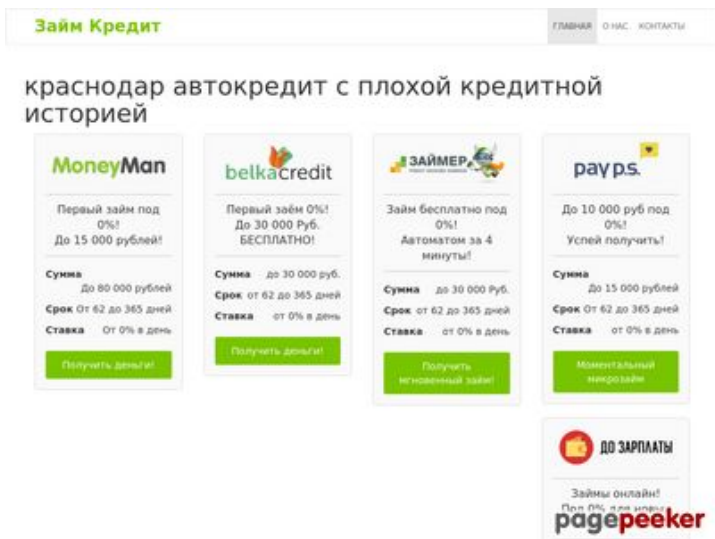 Займ Кредит
ГЛАВНАЯ О НАС КОНТАКТЫ
краснодар автокредит с плохой кредитной
историей
MoneyMan
Первый займ под
0%!
До 15 000 рублей!
Сумма
До 80 000 рублей
Срок От 62 до 365 дней
Ставка От 0% в день
Получить деньги!
belkacredit
Первый заём 0%!
До 30 000 Руб.
БЕСПЛАТНО!
Сумма до 30 000 руб.
Срок от 62 до 365 дней
Ставка от 0% в день
Получить деньги!
ЗАЙМЕР
Займ бесплатно под
0%!
Автоматом за 4
минуты!
Сумма до 30 000 Руб.
Срок от 62 до 365 дней
Ставка от 0% в день
Получить
мгновенный займ!
pay p.s.
До 10 000 руб под
0%!
Успей получить!
Сумма
До 15 000 рублей
Срок От 62 до 365 дней
Ставка от 0% в день
Моментальный
микрозайм
ДО ЗАРПЛАТЫ
Займы онлайн!
Под 0% для новых
pagepeeker